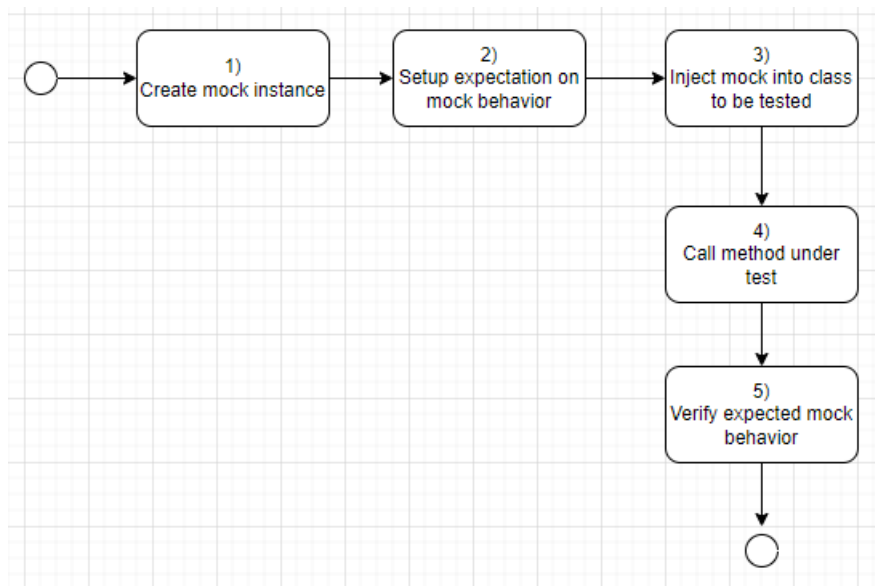 1)
Create mock instance
2)
Setup expectation on
mock behavior
3)
Inject mock into class
to be tested
4)
Call method under
test
5)
Verify expected mock
behavior